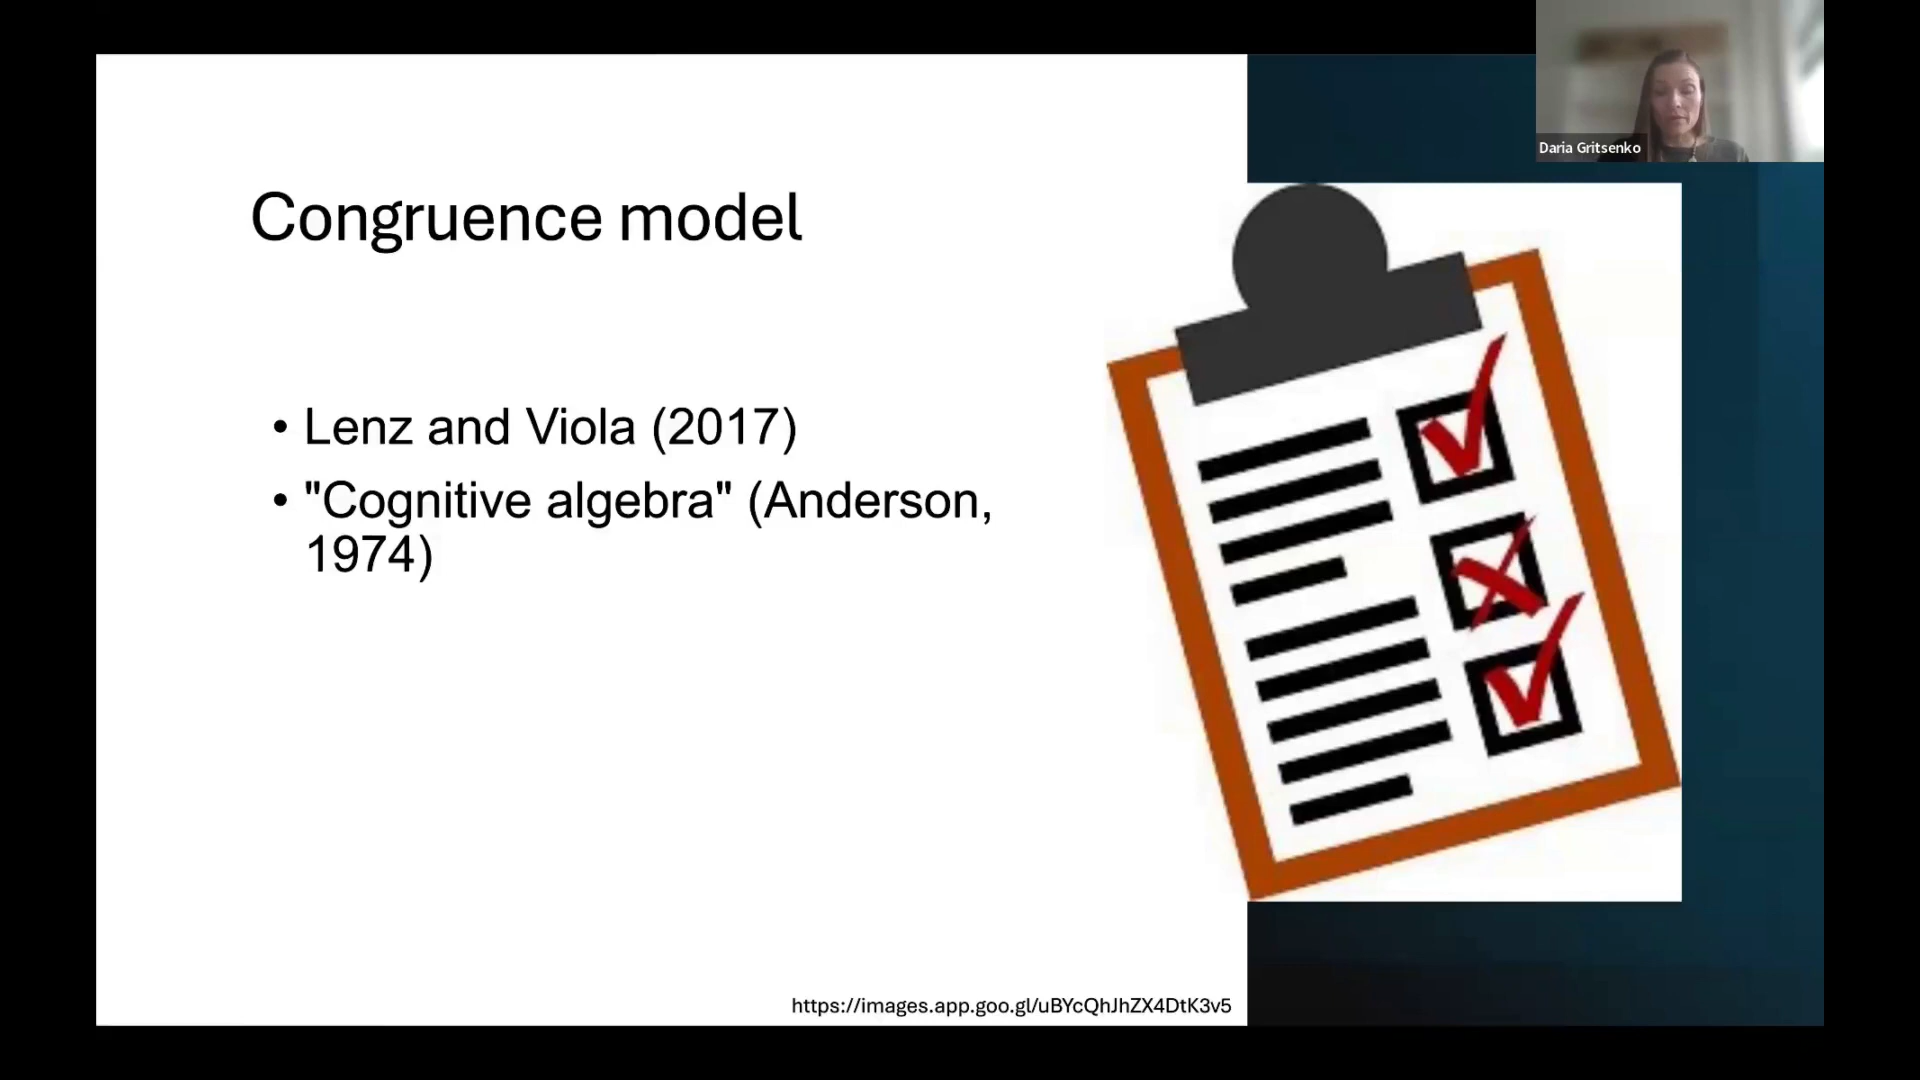 Daria Gritsenko
Congruence model
• Lenz and Viola (2017)
• "Cognitive algebra" (Anderson,
1974)
https://images.app.goo.gl/uBYcQhJhZX4DtK3v5